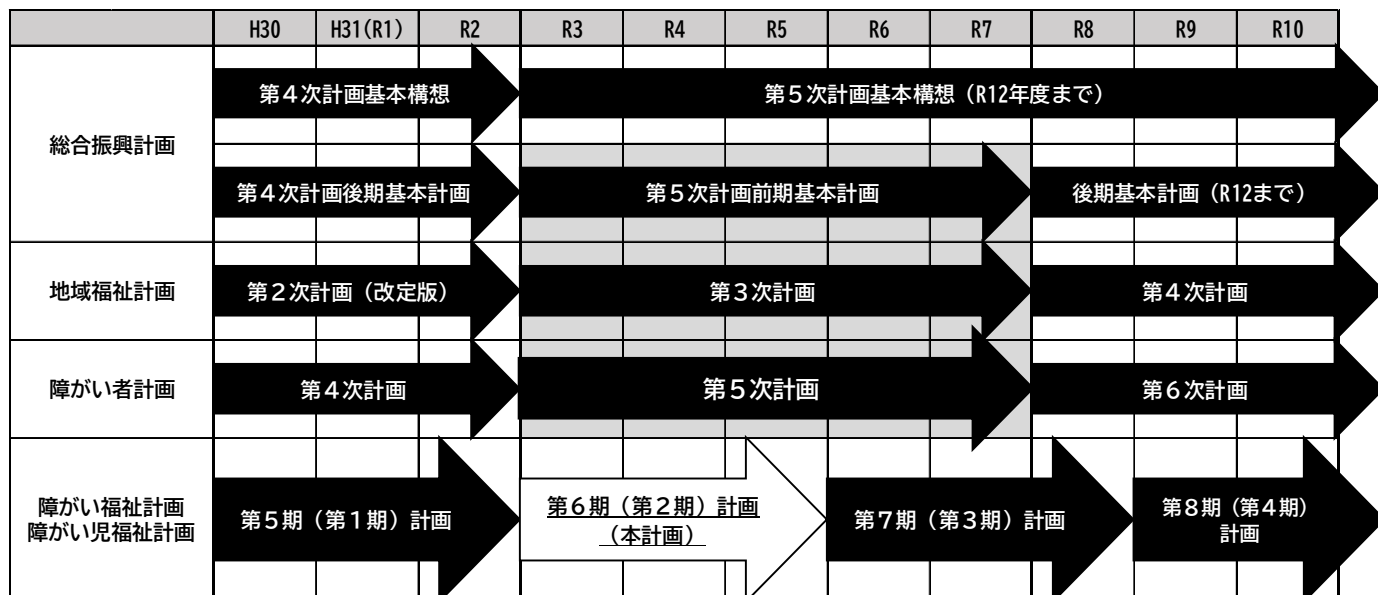 H30 H31(R1) R2 R3 R4 R5 R6 R7 R8 R9 R10
総合振興計画
第4次計画基本構想 第5次計画基本構想（R12年度まで）
第4次計画後期基本計画 第5次計画前期基本計画 後期基本計画（R12まで）
地域福祉計画 第2次計画（改定版） 第3次計画 第4次計画
障がい者計画 第4次計画 第5次計画 第6次計画
障がい福祉計画
障がい児福祉計画
第5期（第1期）計画
第6期（第2期）計画
（本計画）
第7期（第3期）計画
第8期（第4期）
計画